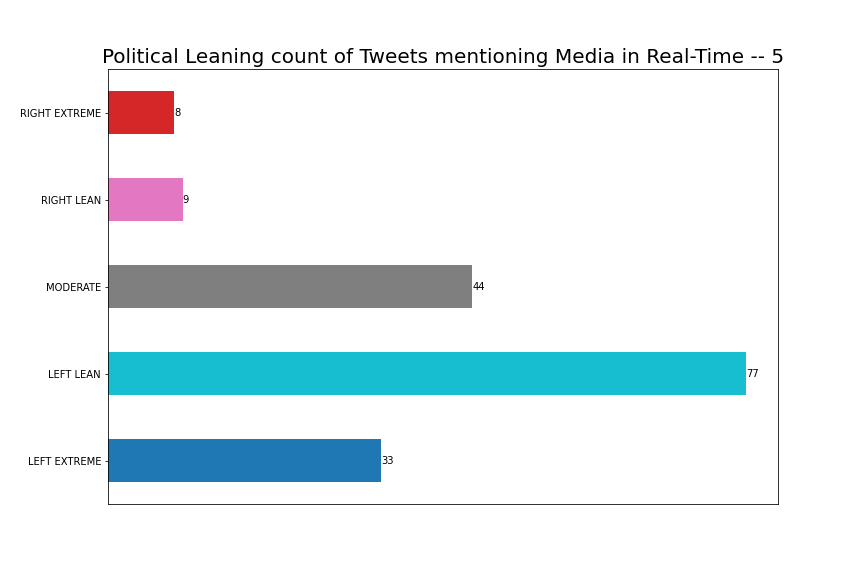 Political Leaning count of Tweets mentioning Media in Real-Time -- 5
RIGHT EXTREME 8
RIGHT LEAN 9
MODERATE 44
LEFT LEAN 77
LEFT EXTREME 33